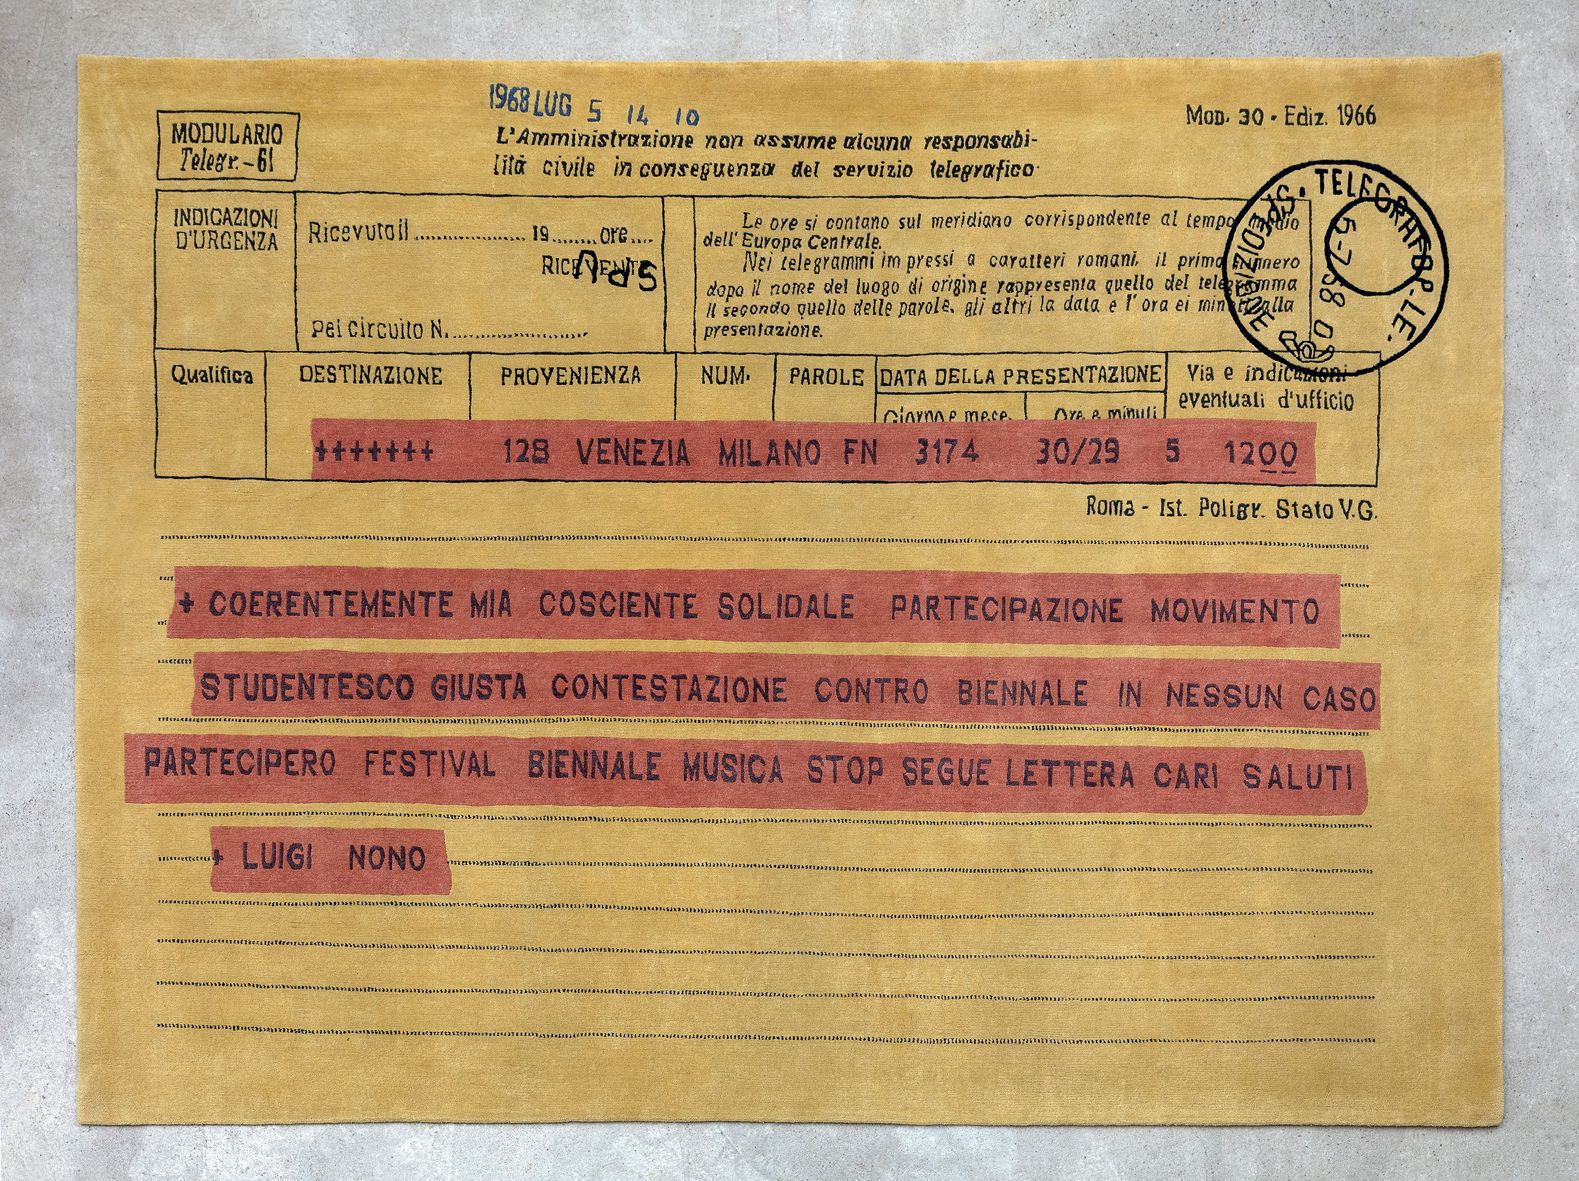 1968 LUG 5 14 10
Mod. 30 • Ediz. 1966
MODULARIO
Telegr.-61
L'Amministrazione non assume alcuna responsabi-
lità civile in conseguenza del servizio telegrafico
INDICAZIONI
D'URGENZA
Ricevuto il .................... 19 ........ ore ....
RICEVENTE
Pel circuito N. ........................
Le ore si contano sul meridiano corrispondente al tempo medio
dell'Europa Centrale.
Nei telegrammi impressi a caratteri romani, il primo numero
dopo il nome del luogo di origine rappresenta quello del telegramma
il secondo quello delle parole, gli altri la data e l'ora ei minuti alla
presentazione.
SPEDIZIONE • TELEGRAFO P.LE.
5-7 68
Qualifica
DESTINAZIONE
PROVENIENZA
NUM.
PAROLE
DATA DELLA PRESENTAZIONE
Giorno e mese
Ore e minuti
Via e indicazioni
eventuali d'ufficio
+++++++ 128 VENEZIA MILANO FN 3174 30/29 5 1200
Roma - Ist. Poligr. Stato V.G.
+ COERENTEMENTE MIA COSCIENTE SOLIDALE PARTECIPAZIONE MOVIMENTO
STUDENTESCO GIUSTA CONTESTAZIONE CONTRO BIENNALE IN NESSUN CASO
PARTECIPERO FESTIVAL BIENNALE MUSICA STOP SEGUE LETTERA CARI SALUTI
+ LUIGI NONO